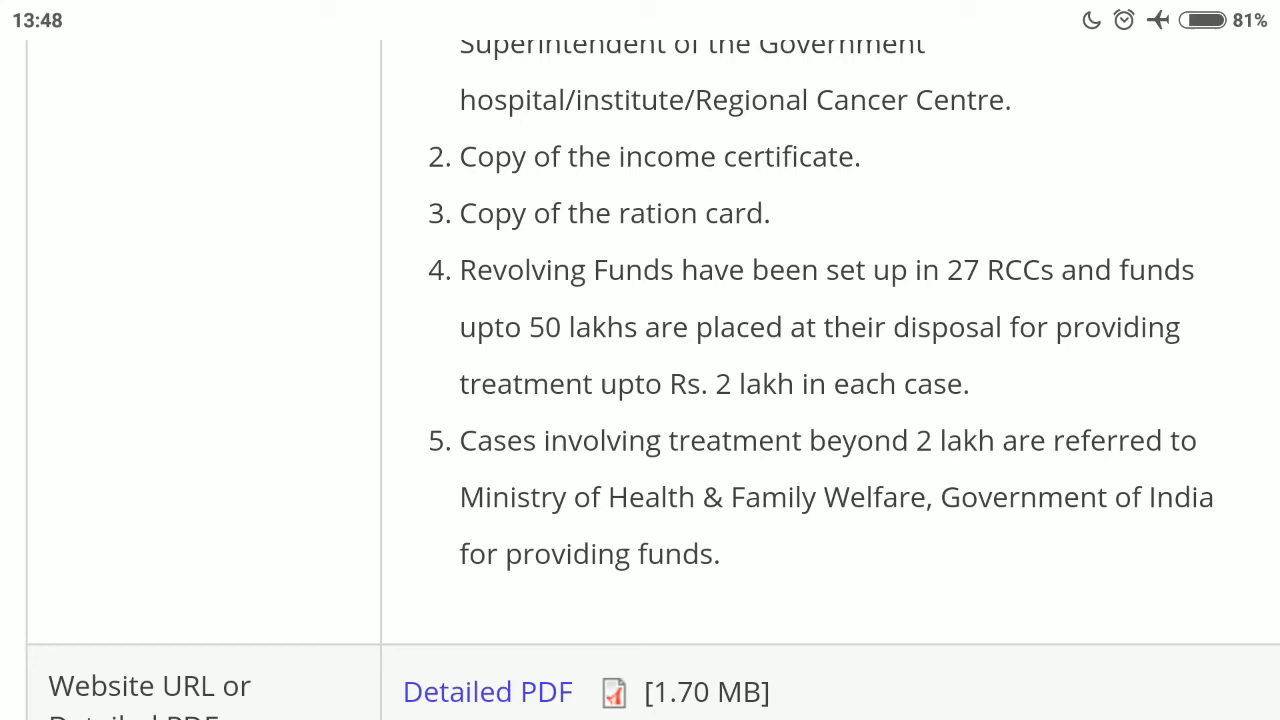 13:48
81%
Superintendent of the Government
hospital/institute/Regional Cancer Centre.
2. Copy of the income certificate.
3. Copy of the ration card.
4. Revolving Funds have been set up in 27 RCCs and funds
upto 50 lakhs are placed at their disposal for providing
treatment upto Rs. 2 lakh in each case.
5. Cases involving treatment beyond 2 lakh are referred to
Ministry of Health & Family Welfare, Government of India
for providing funds.
Website URL or
Detailed PDF
Detailed PDF [1.70 MB]